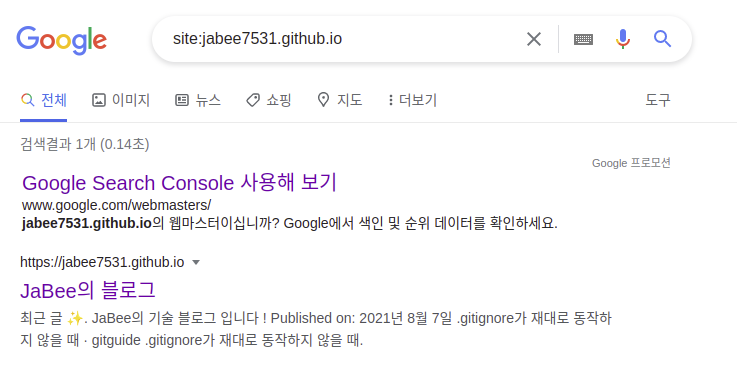 Google
site:jabee7531.github.io
전체 이미지 뉴스 쇼핑 지도 더보기 도구
검색결과 1개 (0.14초)
Google 프로모션
Google Search Console 사용해 보기
www.google.com/webmasters/
jabee7531.github.io의 웹마스터이십니까? Google에서 색인 및 순위 데이터를 확인하세요.
https://jabee7531.github.io
JaBee의 블로그
최근 글 ✨. JaBee의 기술 블로그 입니다 ! Published on: 2021년 8월 7일 .gitignore가 재대로 동작하
지 않을 때 · gitguide .gitignore가 재대로 동작하지 않을 때.